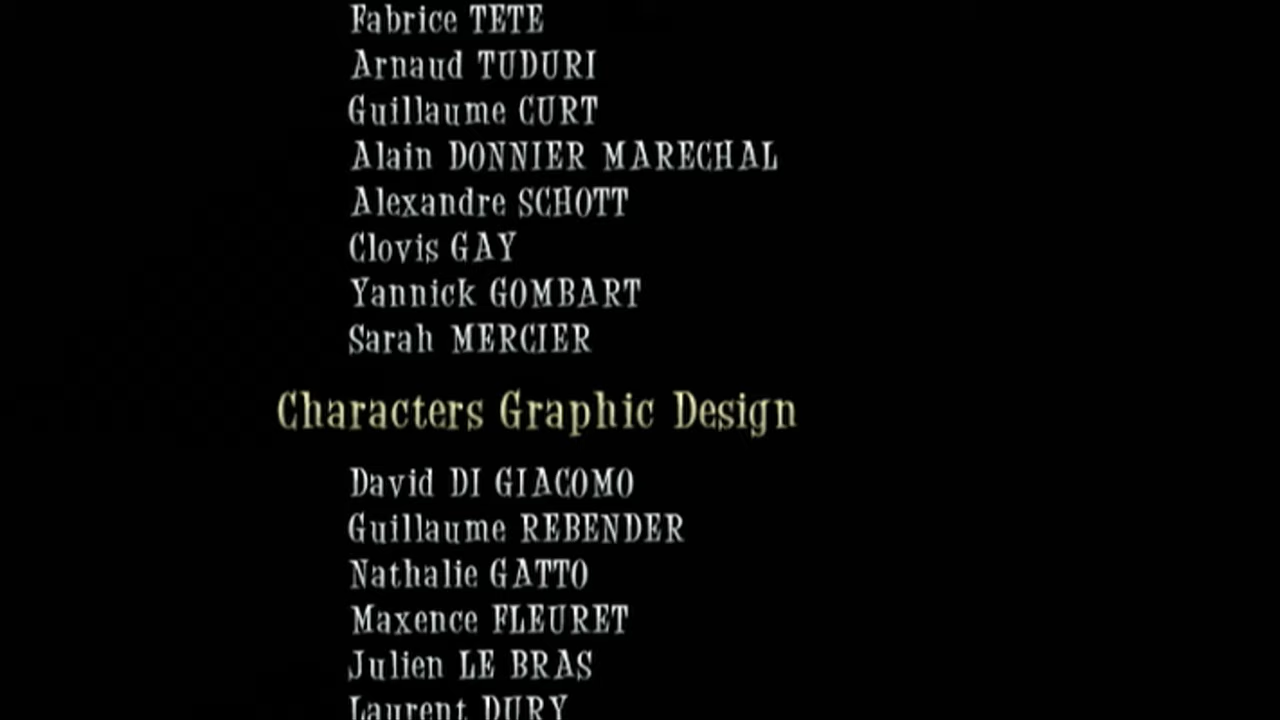 Fabrice TETE
Arnaud TUDURI
Guillaume CURT
Alain DONNIER MARECHAL
Alexandre SCHOTT
Clovis GAY
Yannick GOMBART
Sarah MERCIER
Characters Graphic Design
David DI GIACOMO
Guillaume REBENDER
Nathalie GATTO
Maxence FLEURET
Julien LE BRAS
Laurent DURY